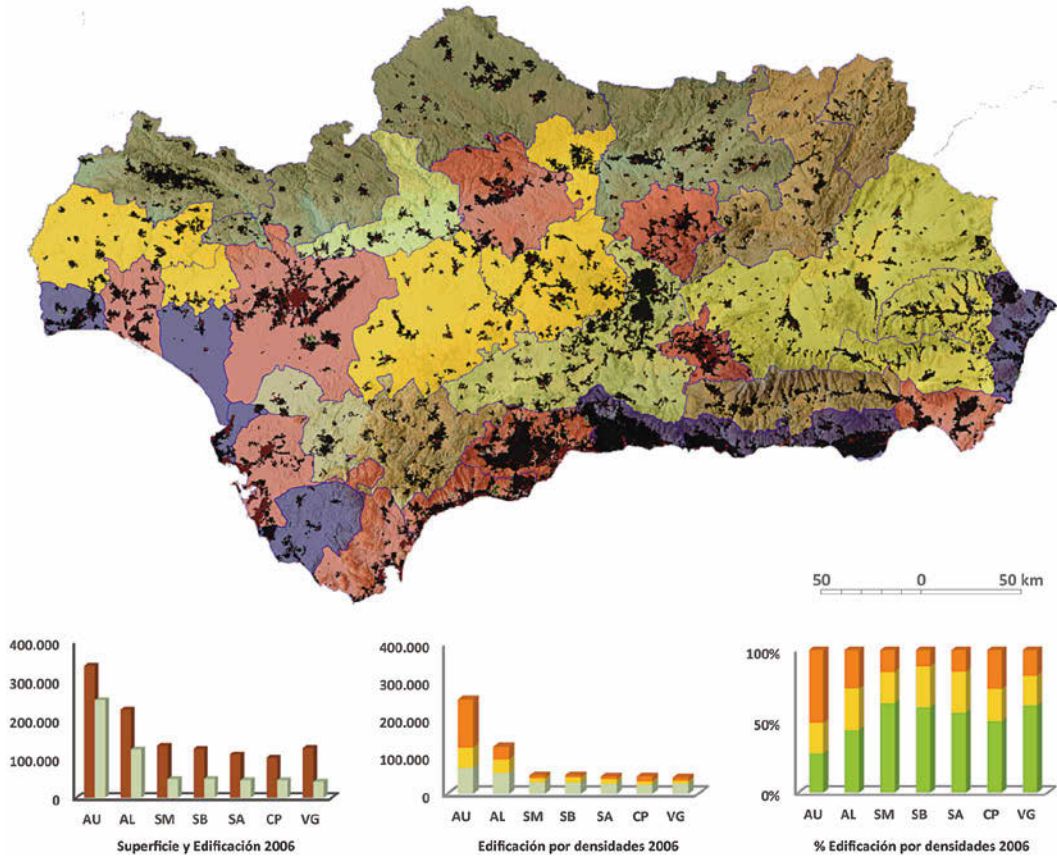 50 0 50 km
400.000
300.000
200.000
100.000
0
AU AL SM SB SA CP VG
Superficie y Edificación 2006
400.000
300.000
200.000
100.000
0
AU AL SM SB SA CP VG
Edificación por densidades 2006
100%
50%
0%
AU AL SM SB SA CP VG
% Edificación por densidades 2006